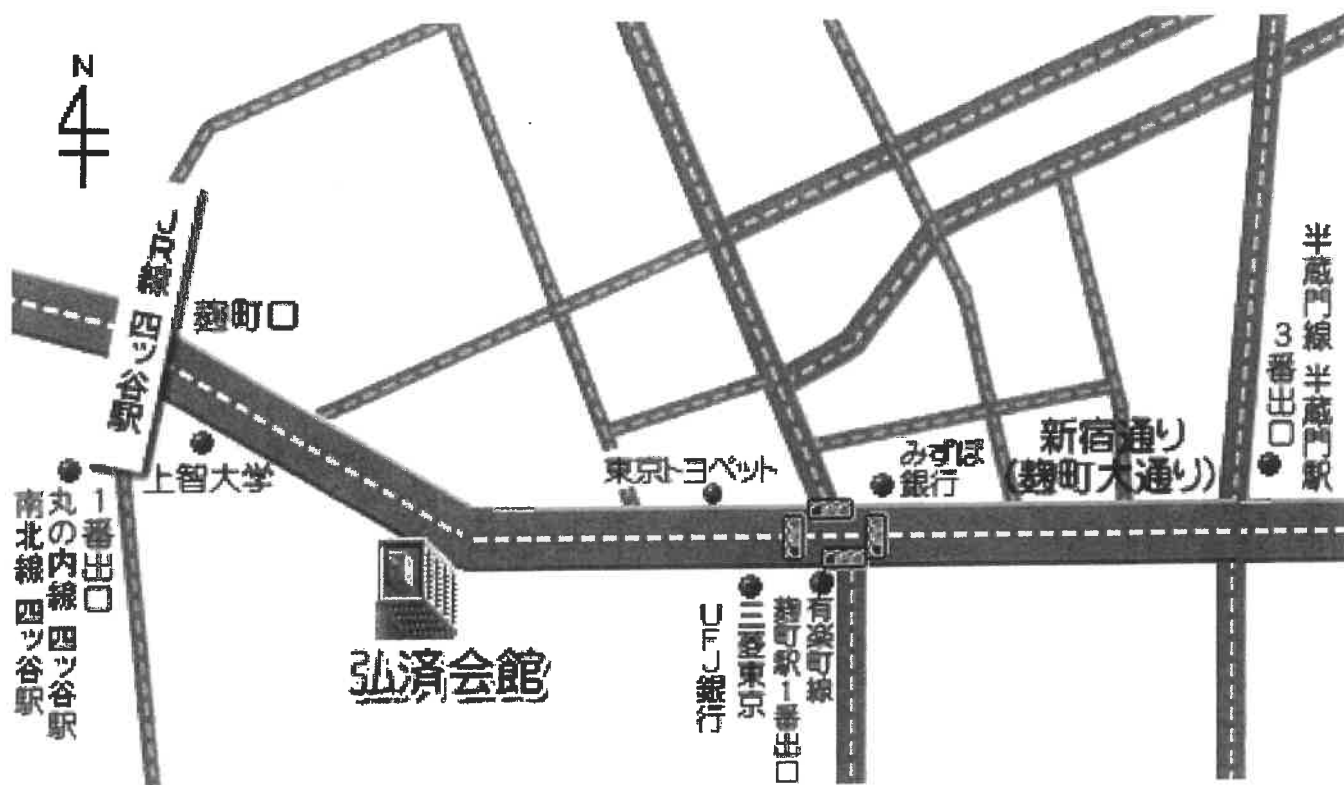 N
JR線 四ツ谷駅
麹町口
上智大学
1番出口
丸の内線 四ツ谷駅
南北線 四ツ谷駅
弘済会館
東京トヨペット
みずほ
銀行
新宿通り
(麹町大通り)
半蔵門線 半蔵門駅
3番出口
有楽町線
麹町駅1番出口
三菱東京
UFJ銀行